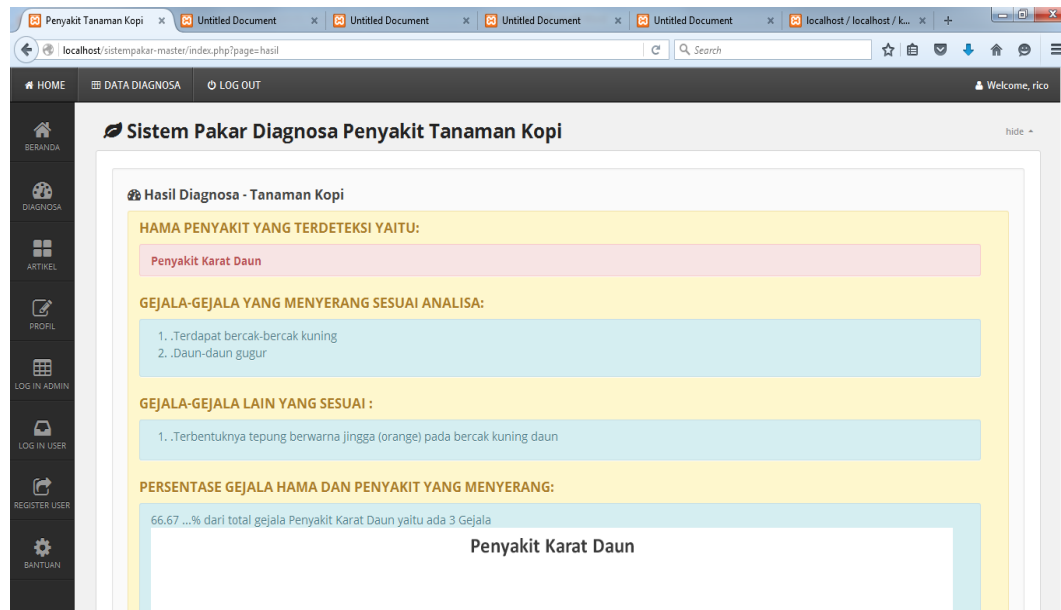 Penyakit Tanaman Kopi
Untitled Document
Untitled Document
Untitled Document
Untitled Document
localhost / localhost / k...
localhost/sistempakar-master/index.php?page=hasil
Search
HOME
DATA DIAGNOSA
LOG OUT
Welcome, rico
BERANDA
DIAGNOSA
ARTIKEL
PROFIL
LOG IN ADMIN
LOG IN USER
REGISTER USER
BANTUAN
Sistem Pakar Diagnosa Penyakit Tanaman Kopi
hide
Hasil Diagnosa - Tanaman Kopi
HAMA PENYAKIT YANG TERDETEKSI YAITU:
Penyakit Karat Daun
GEJALA-GEJALA YANG MENYERANG SESUAI ANALISA:
1. .Terdapat bercak-bercak kuning
2. .Daun-daun gugur
GEJALA-GEJALA LAIN YANG SESUAI :
1. .Terbentuknya tepung berwarna jingga (orange) pada bercak kuning daun
PERSENTASE GEJALA HAMA DAN PENYAKIT YANG MENYERANG:
66.67 ...% dari total gejala Penyakit Karat Daun yaitu ada 3 Gejala
Penyakit Karat Daun